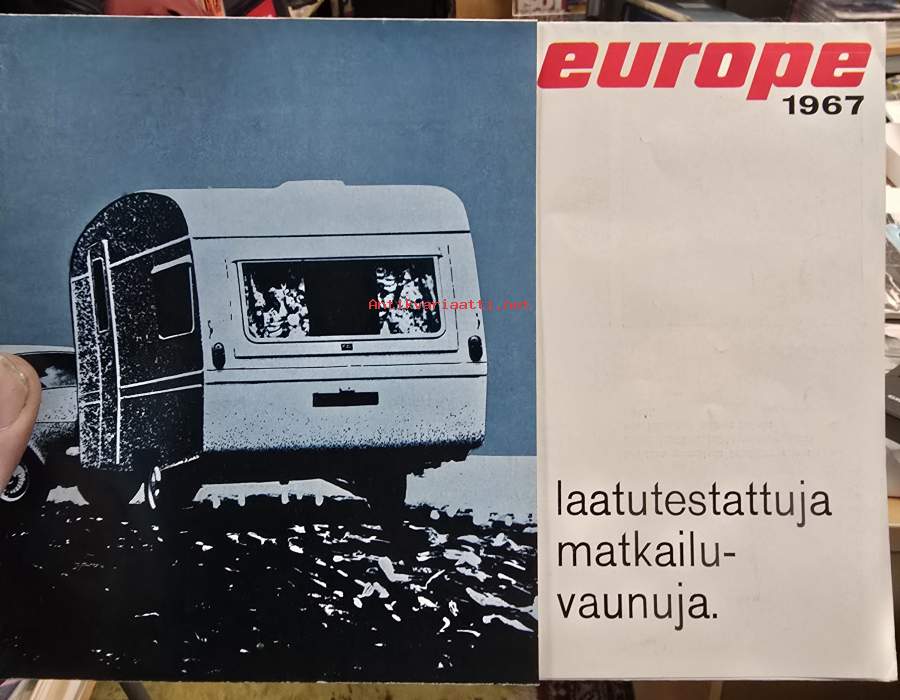 europe
1967
Antikvariaatti.net
laatutestattuja
matkailu-
vaunuja.